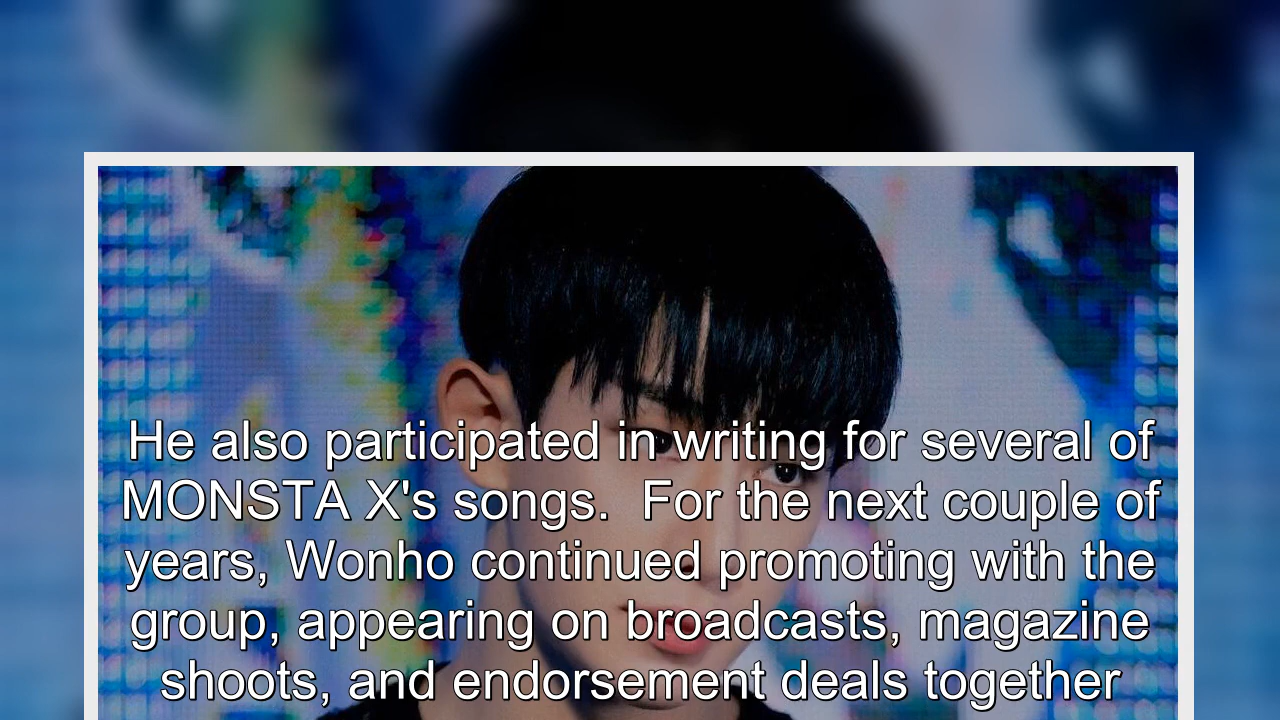 He also participated in writing for several of
MONSTA X's songs.  For the next couple of
years, Wonho continued promoting with the
group, appearing on broadcasts, magazine
shoots, and endorsement deals together